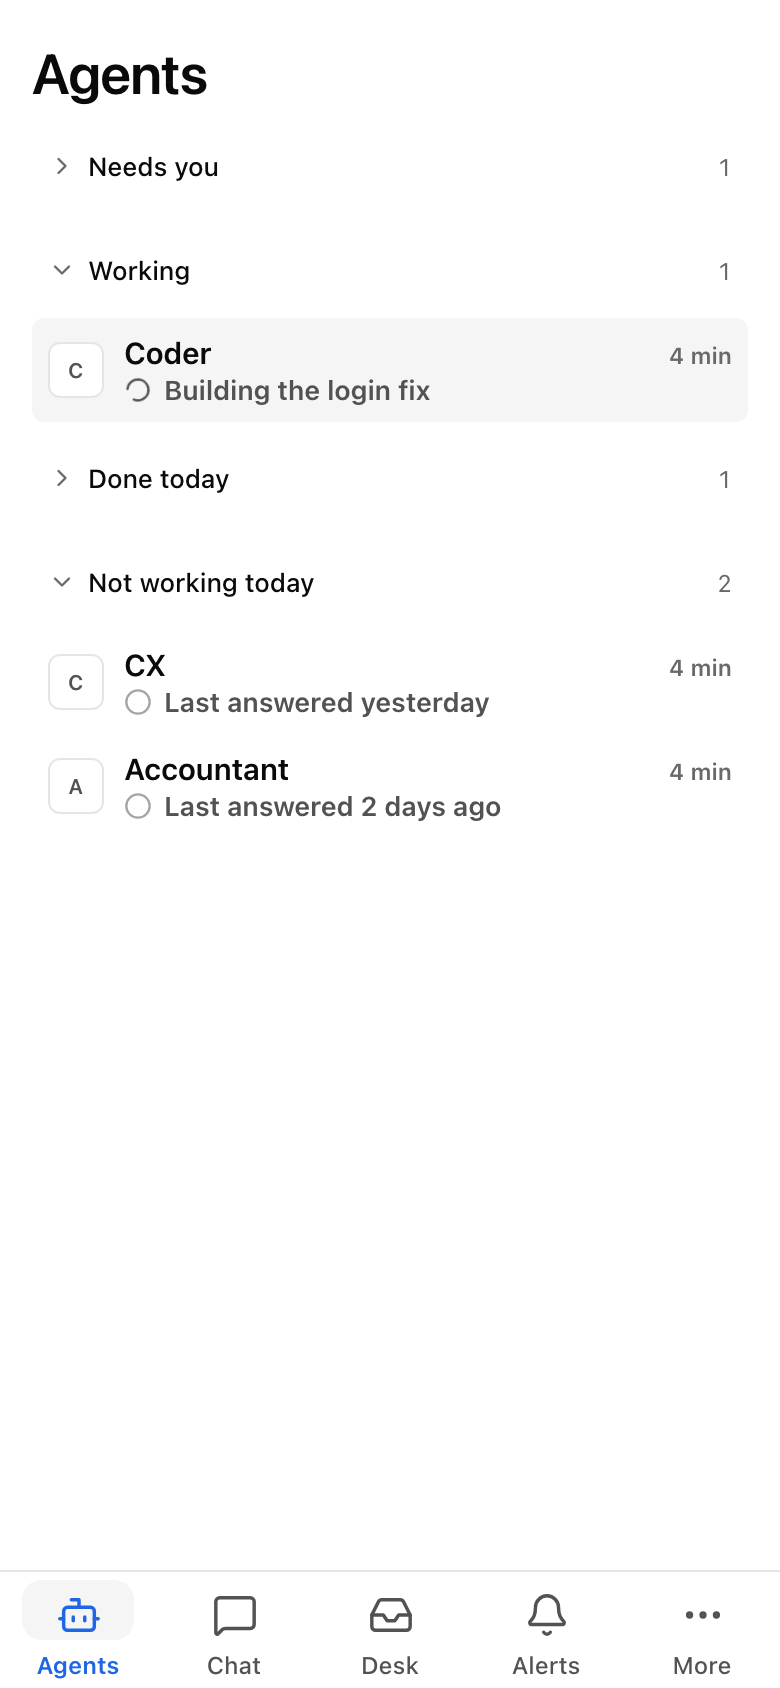 Agents
Needs you 1
Working 1
C Coder 4 min
Building the login fix
Done today 1
Not working today 2
C CX 4 min
Last answered yesterday
A Accountant 4 min
Last answered 2 days ago
Agents Chat Desk Alerts More